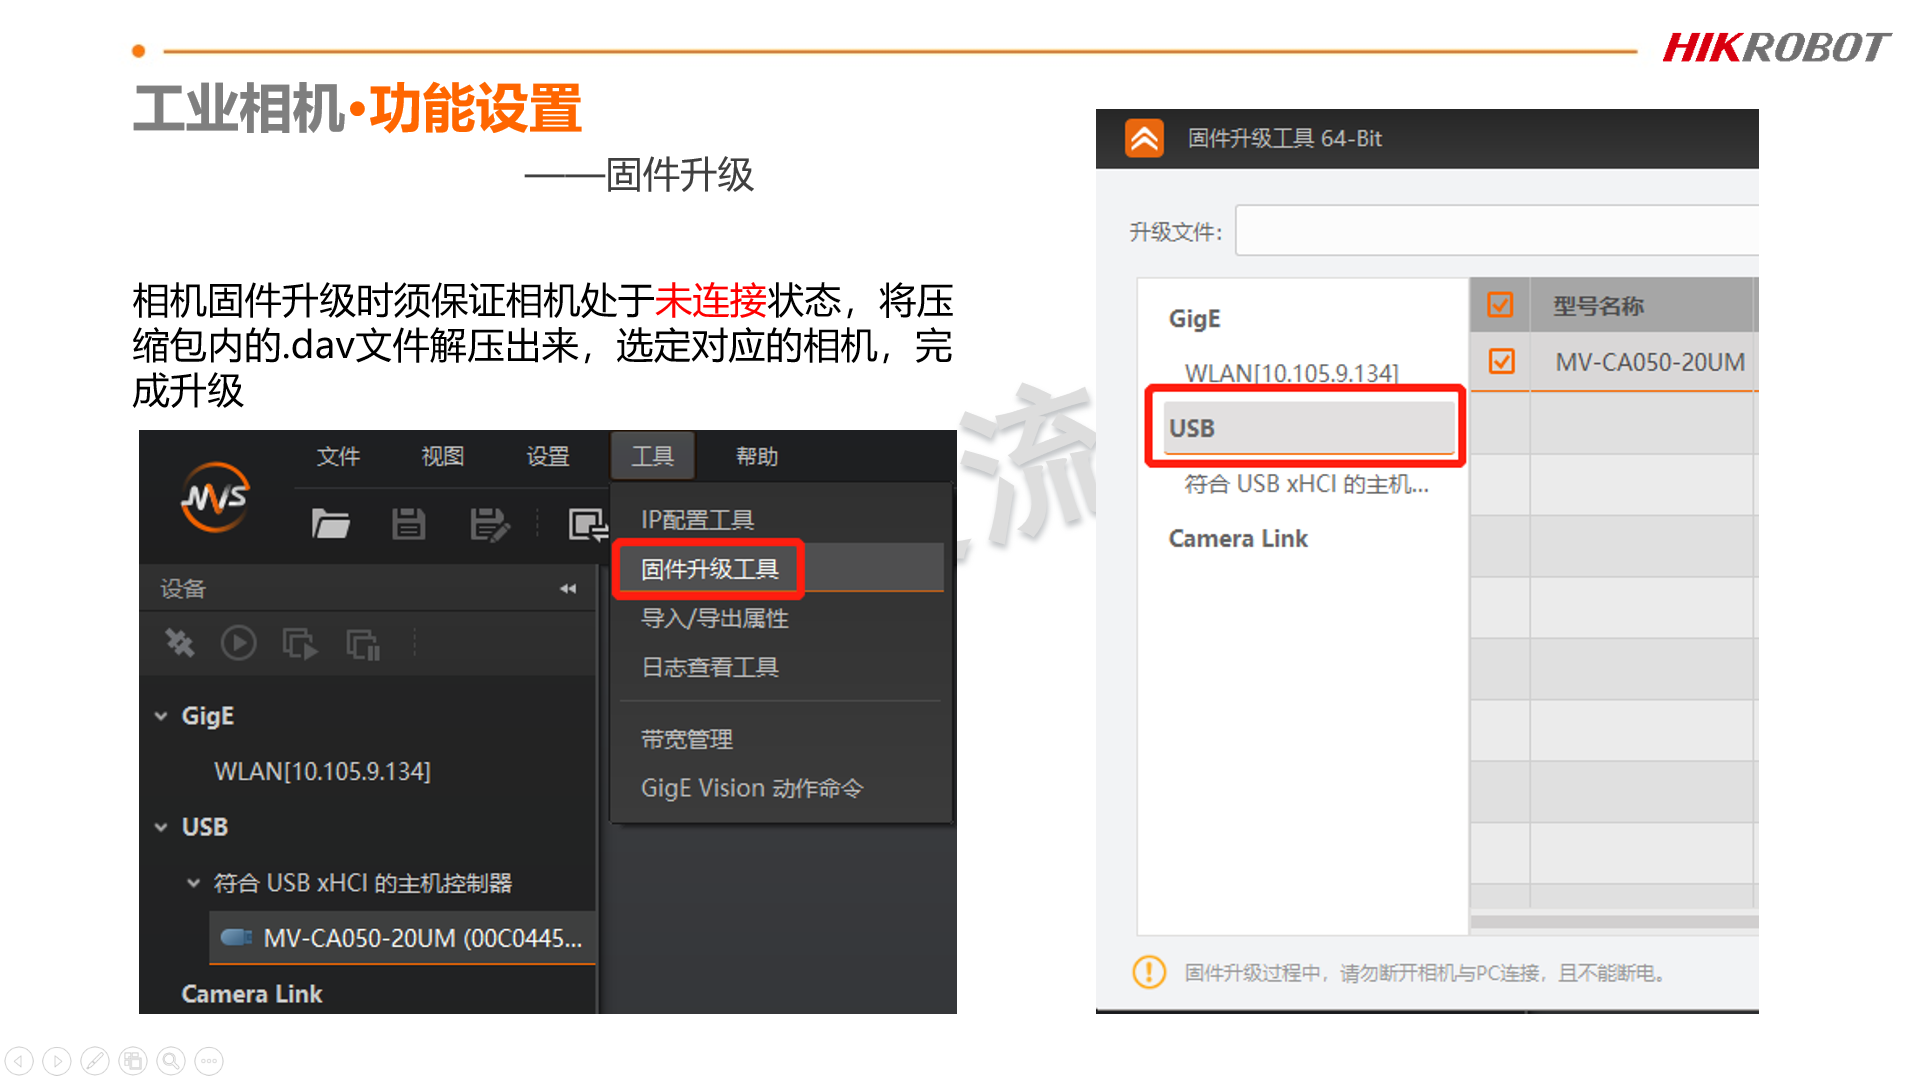 HIKROBOT
工业相机•功能设置
——固件升级
相机固件升级时须保证相机处于未连接状态，将压
缩包内的.dav文件解压出来，选定对应的相机，完
成升级
MVS
文件 视图 设置 工具 帮助
IP配置工具
固件升级工具
导入/导出属性
日志查看工具
带宽管理
GigE Vision 动作命令
设备
GigE
WLAN[10.105.9.134]
USB
符合 USB xHCI 的主机控制器
MV-CA050-20UM (00C0445...
Camera Link
流
固件升级工具 64-Bit
升级文件:
GigE
WLAN[10.105.9.134]
USB
符合 USB xHCI 的主机...
Camera Link
型号名称
MV-CA050-20UM
固件升级过程中，请勿断开相机与PC连接，且不能断电。